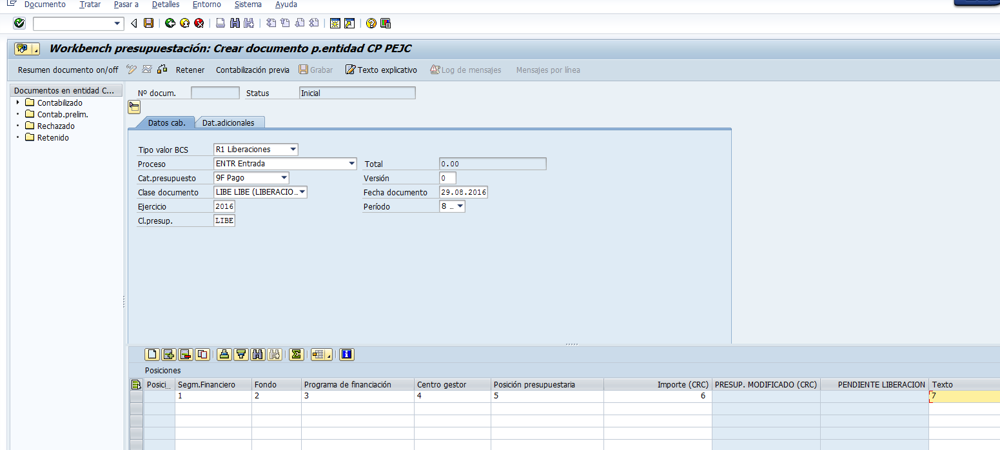 Documento Tratar Pasar a Detalles Entorno Sistema Ayuda
Workbench presupuestación: Crear documento p.entidad CP PEJC
Resumen documento on/off Retener Contabilización previa Grabar Texto explicativo Log de mensajes Mensajes por línea
Documentos en entidad C...
Contabilizado
Contab.prelim.
Rechazado
Retenido
Nº docum. Status Inicial
Datos cab. Dat.adicionales
Tipo valor BCS R1 Liberaciones
Proceso ENTR Entrada Total 0.00
Cat.presupuesto 9F Pago Versión 0
Clase documento LIBE LIBE (LIBERACIO... Fecha documento 29.08.2016
Ejercicio 2016 Período 8 ...
Cl.presup. LIBE
Posiciones
Posici... Segm.Financiero Fondo Programa de financiación Centro gestor Posición presupuestaria Importe (CRC) PRESUP. MODIFICADO (CRC) PENDIENTE LIBERACION Texto
1 2 3 4 5 6 7